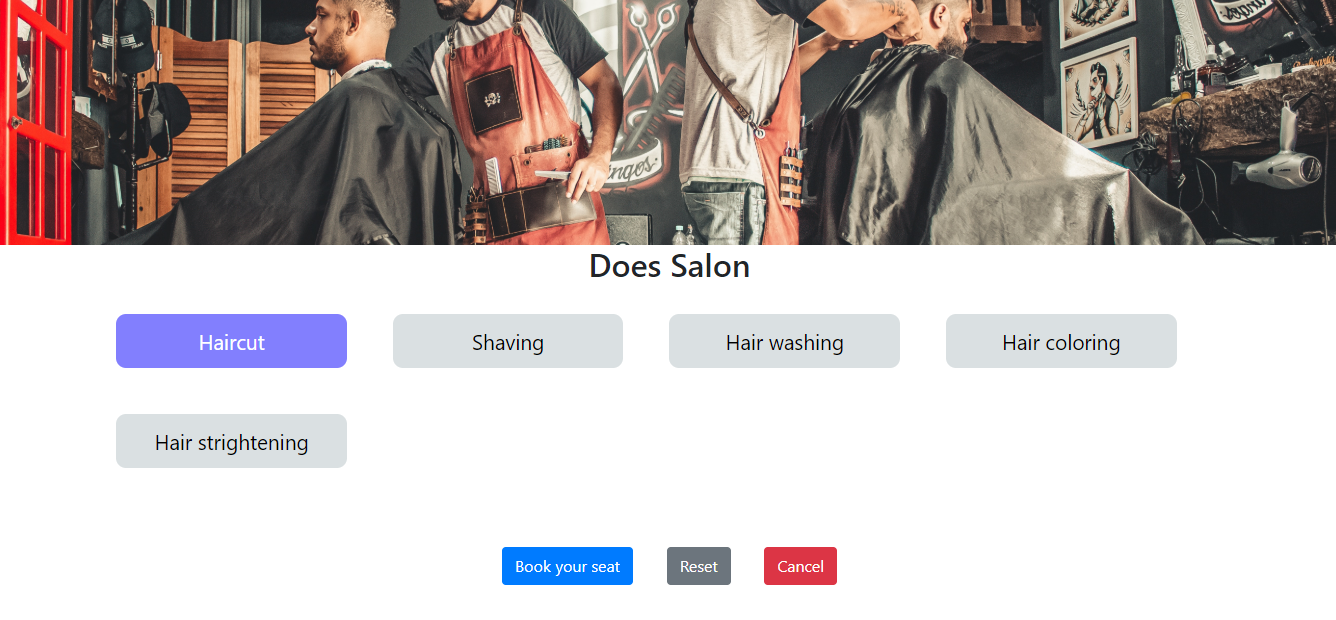 Does Salon
Haircut
Shaving
Hair washing
Hair coloring
Hair strightening
Book your seat
Reset
Cancel